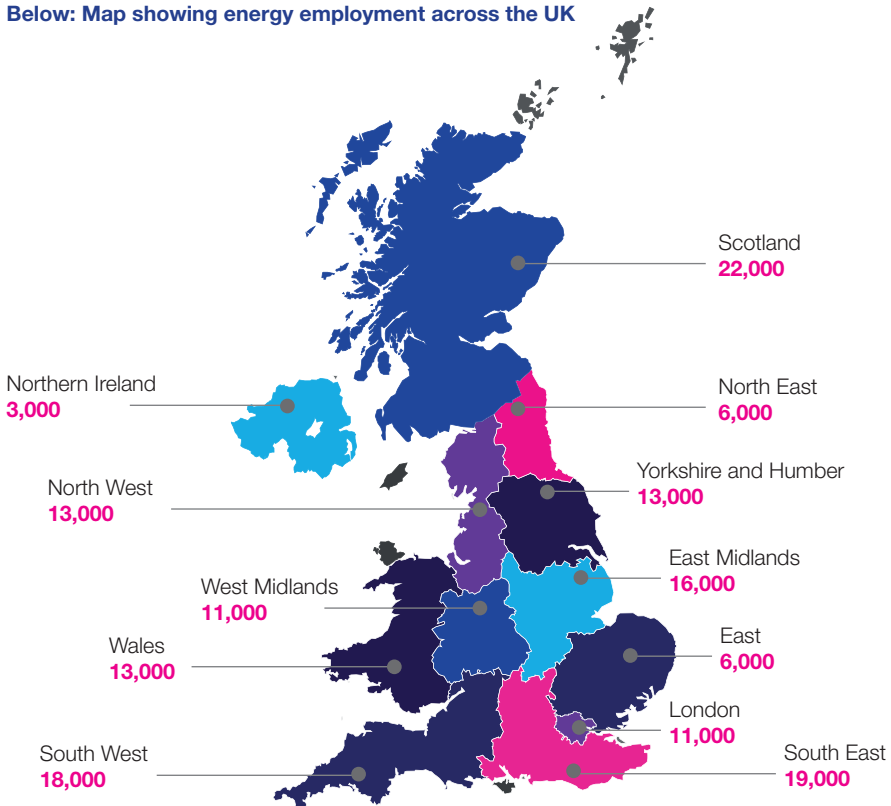 Below: Map showing energy employment across the UK
Scotland
22,000
Northern Ireland
3,000
North East
6,000
Yorkshire and Humber
13,000
North West
13,000
East Midlands
16,000
West Midlands
11,000
East
6,000
Wales
13,000
London
11,000
South West
18,000
South East
19,000